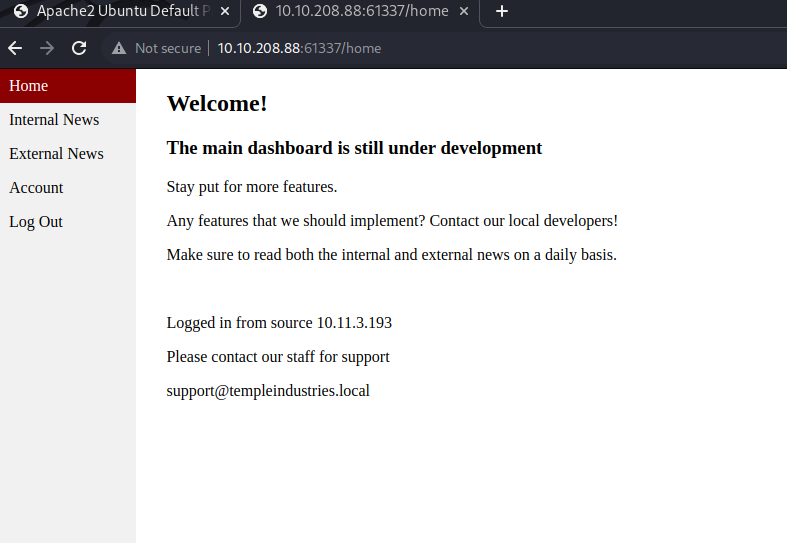 Apache2 Ubuntu Default P
10.10.208.88:61337/home
Not secure
10.10.208.88:61337/home
Home
Internal News
External News
Account
Log Out
Welcome!
The main dashboard is still under development
Stay put for more features.
Any features that we should implement? Contact our local developers!
Make sure to read both the internal and external news on a daily basis.
Logged in from source 10.11.3.193
Please contact our staff for support
support@templeindustries.local